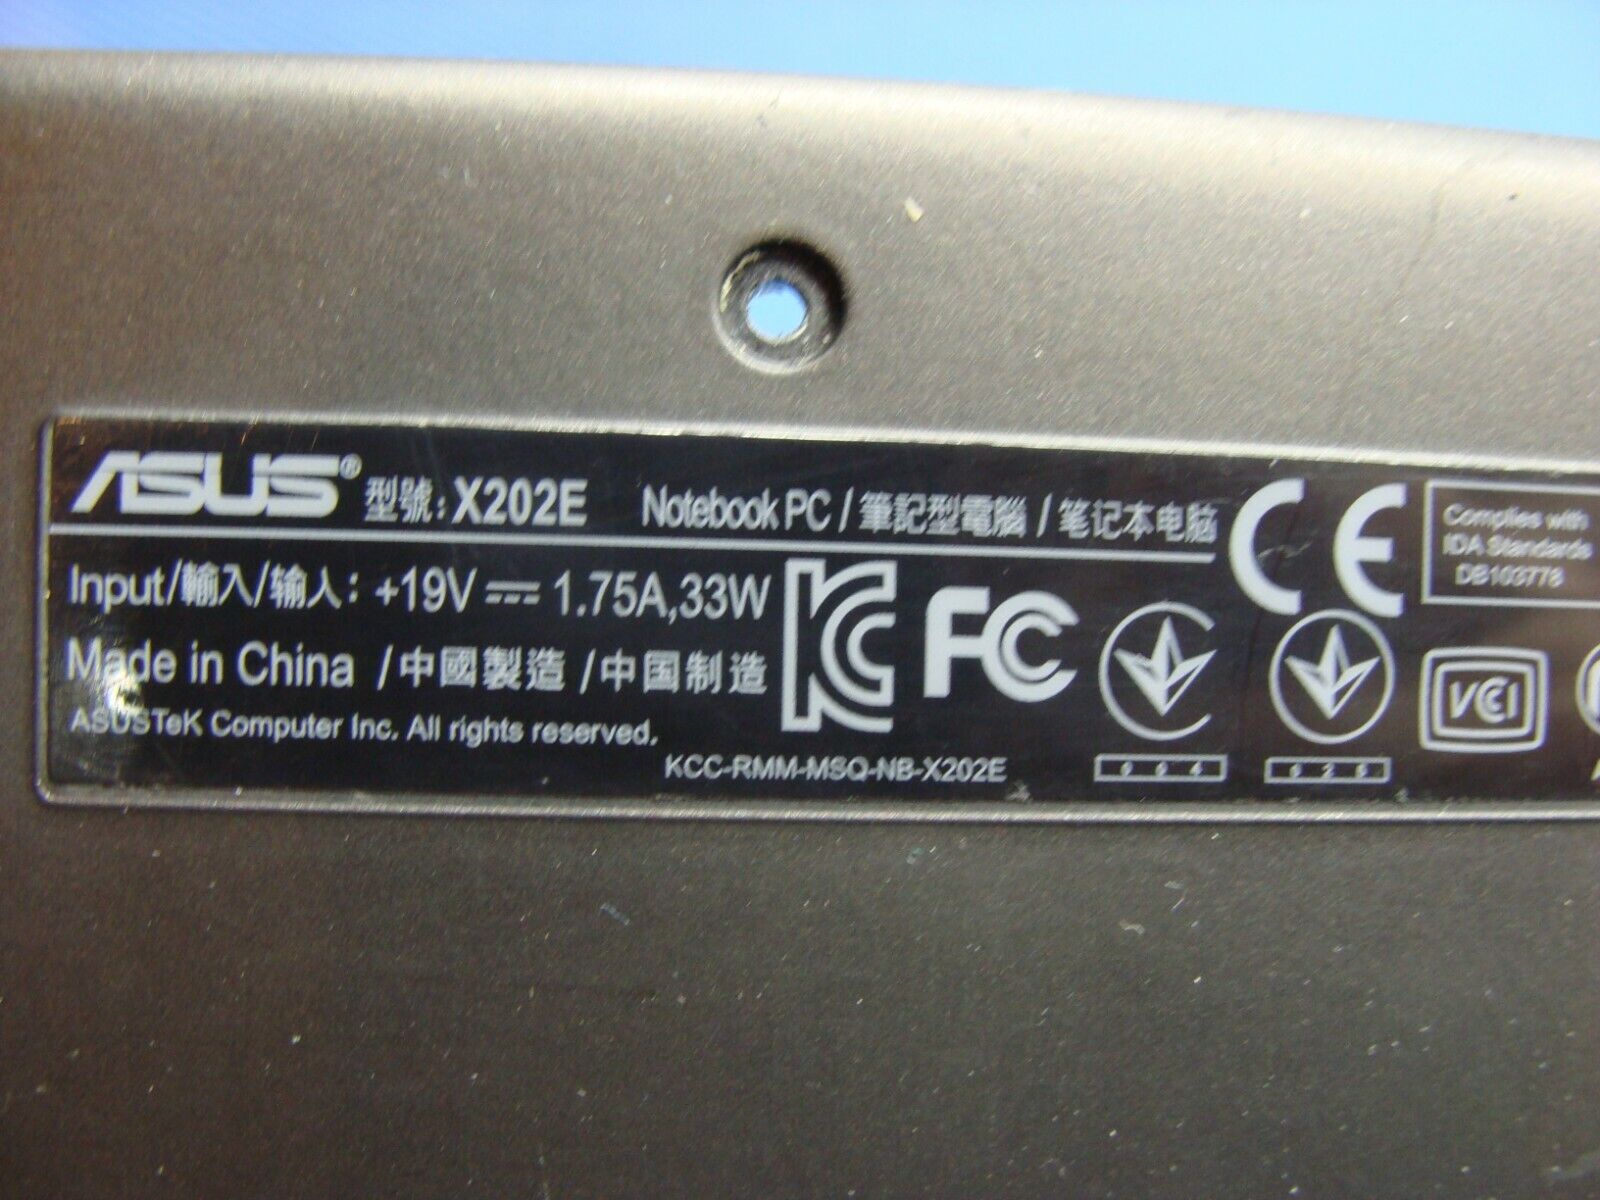 ASUS® 型號: X202E Notebook PC / 筆記型電腦 / 笔记本电脑
Input/輸入/输入: +19V ⎓ 1.75A,33W
Made in China / 中國製造 / 中国制造
ASUSTeK Computer Inc. All rights reserved.
KCC-RMM-MSQ-NB-X202E
FC
CE
Complies with
IDA Standards
DB103778
VCCI